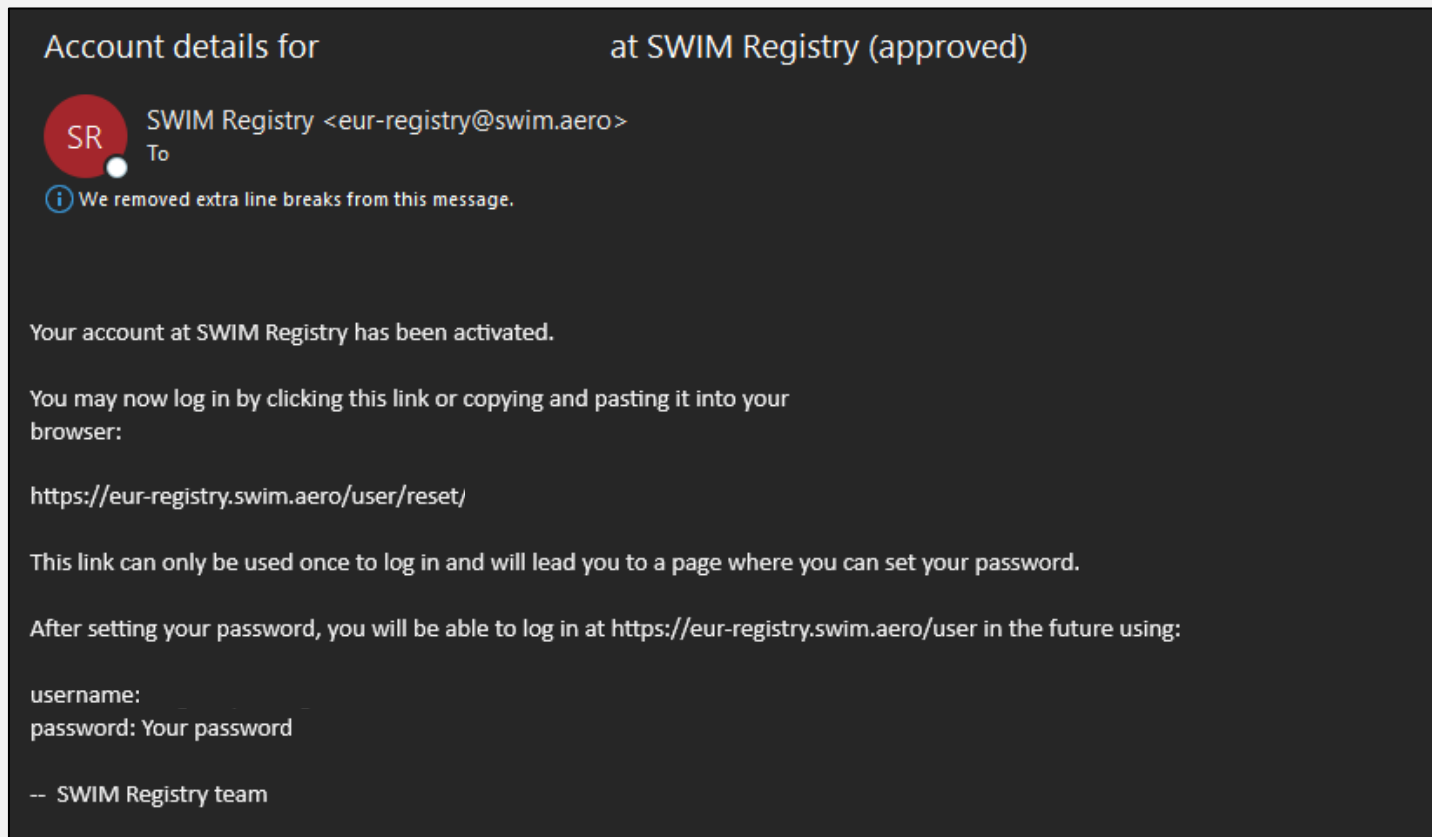 Account details for at SWIM Registry (approved)
SR
SWIM Registry <eur-registry@swim.aero>
To
We removed extra line breaks from this message.
Your account at SWIM Registry has been activated.
You may now log in by clicking this link or copying and pasting it into your
browser:
https://eur-registry.swim.aero/user/reset/
This link can only be used once to log in and will lead you to a page where you can set your password.
After setting your password, you will be able to log in at https://eur-registry.swim.aero/user in the future using:
username:
password: Your password
-- SWIM Registry team